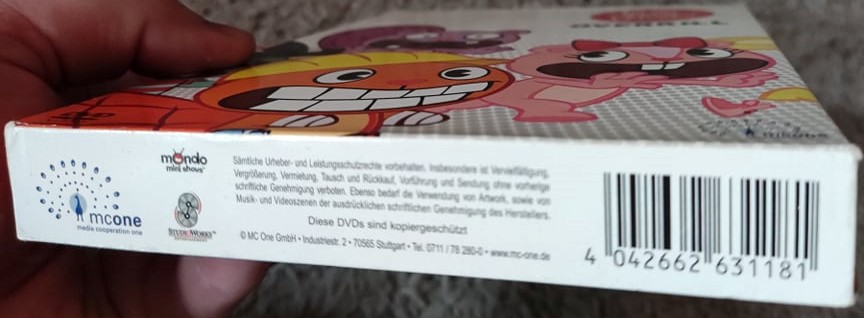 mcone
media cooperation one
mondo
mini shows
STUDIOWORKS
ENTERTAINMENT
Sämtliche Urheber- und Leistungsschutzrechte vorbehalten. Insbesondere ist Vervielfältigung,
Vergrößerung, Vermietung, Tausch und Rückkauf, Vorführung und Sendung ohne vorherige
schriftliche Genehmigung verboten. Ebenso bedarf die Verwendung von Artwork, sowie von
Musik- und Videoszenen der ausdrücklichen schriftlichen Genehmigung des Herstellers.
Diese DVDs sind kopiergeschützt
© MC One GmbH • Industriestr. 2 • 70565 Stuttgart • Tel. 0711 / 78 280-0 • www.mc-one.de
4 042662 631181